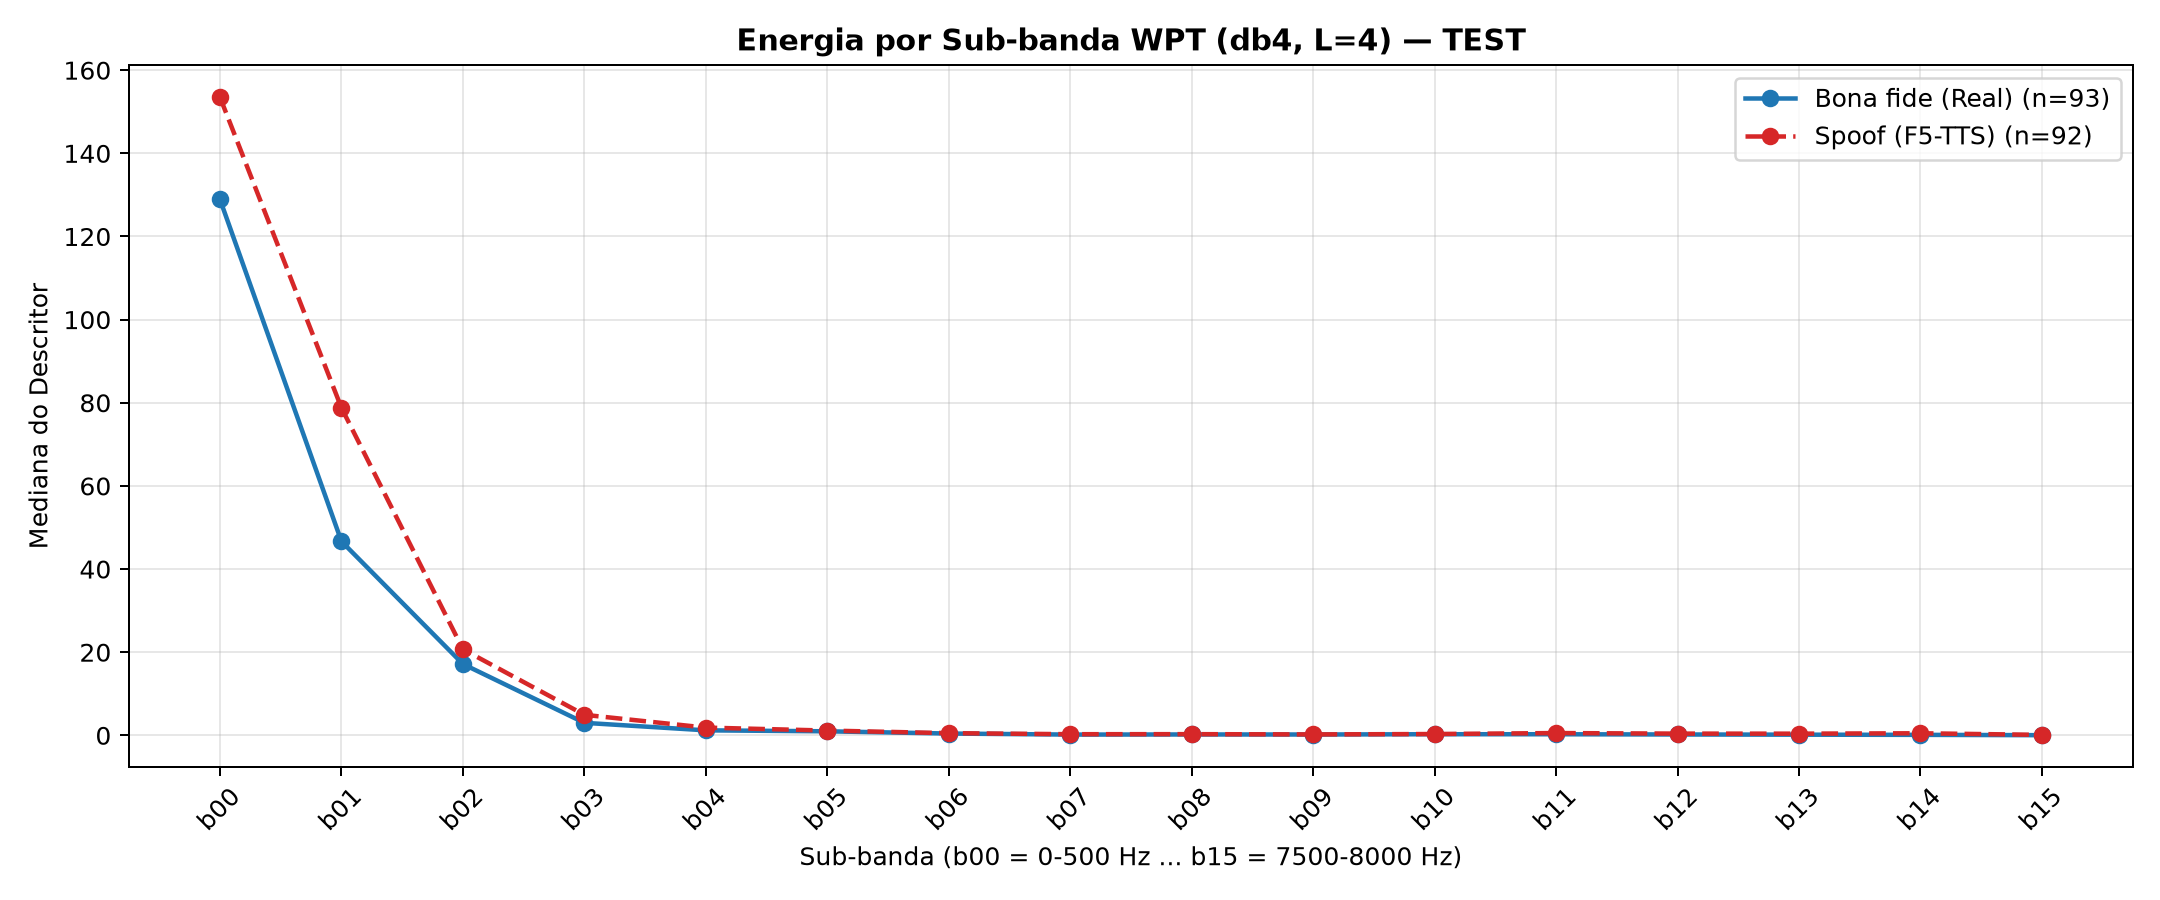 Energia por Sub-banda WPT (db4, L=4) — TEST
Bona fide (Real) (n=93)
Spoof (F5-TTS) (n=92)
Mediana do Descritor
160
140
120
100
80
60
40
20
0
b00
b01
b02
b03
b04
b05
b06
b07
b08
b09
b10
b11
b12
b13
b14
b15
Sub-banda (b00 = 0-500 Hz ... b15 = 7500-8000 Hz)